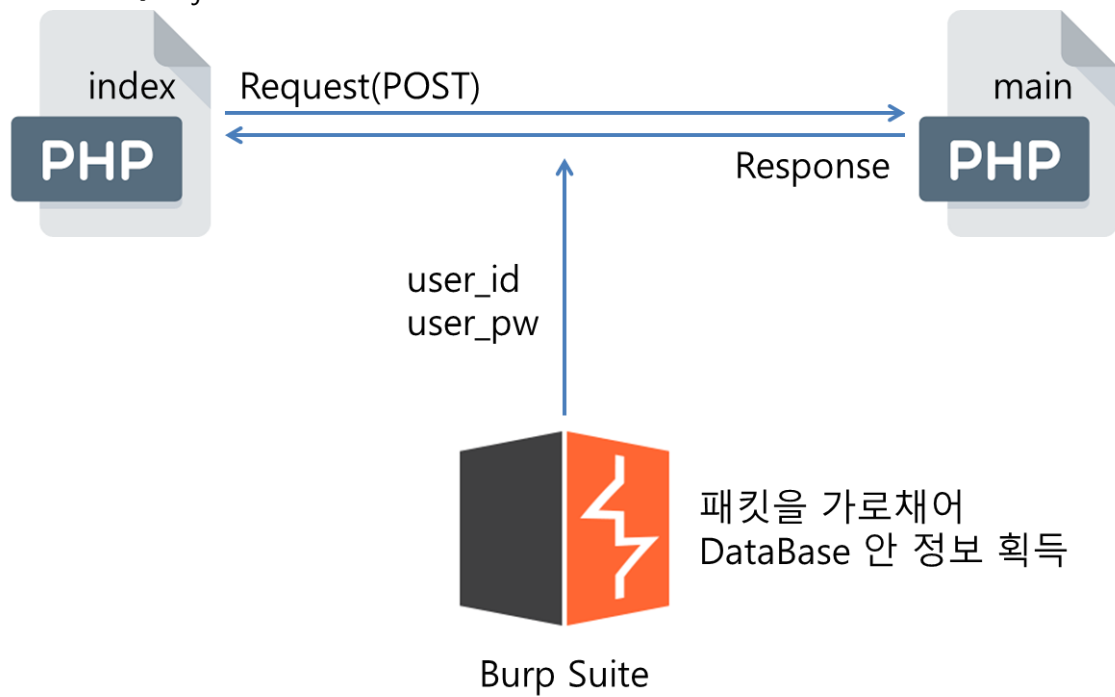 index
Request(POST)
main
PHP
Response
PHP
user_id
user_pw
패킷을 가로채어
DataBase 안 정보 획득
Burp Suite